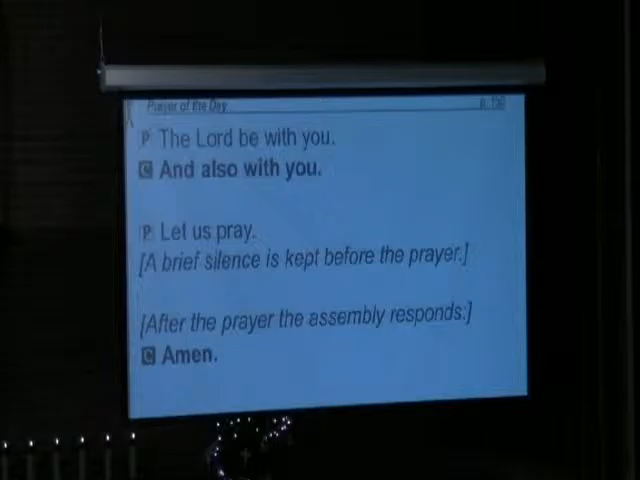 Prayer of the Day
P The Lord be with you.
C And also with you.
P Let us pray.
[A brief silence is kept before the prayer.]
[After the prayer the assembly responds:]
C Amen.